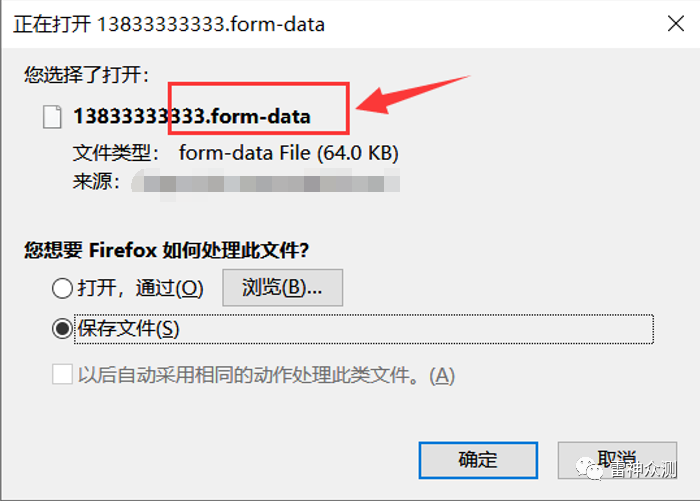 正在打开 13833333333.form-data
您选择了打开：
13833333333.form-data
文件类型： form-data File (64.0 KB)
来源：
您想要 Firefox 如何处理此文件？
打开，通过(O) 浏览(B)...
保存文件(S)
以后自动采用相同的动作处理此类文件。(A)
确定 取消
雷神众测